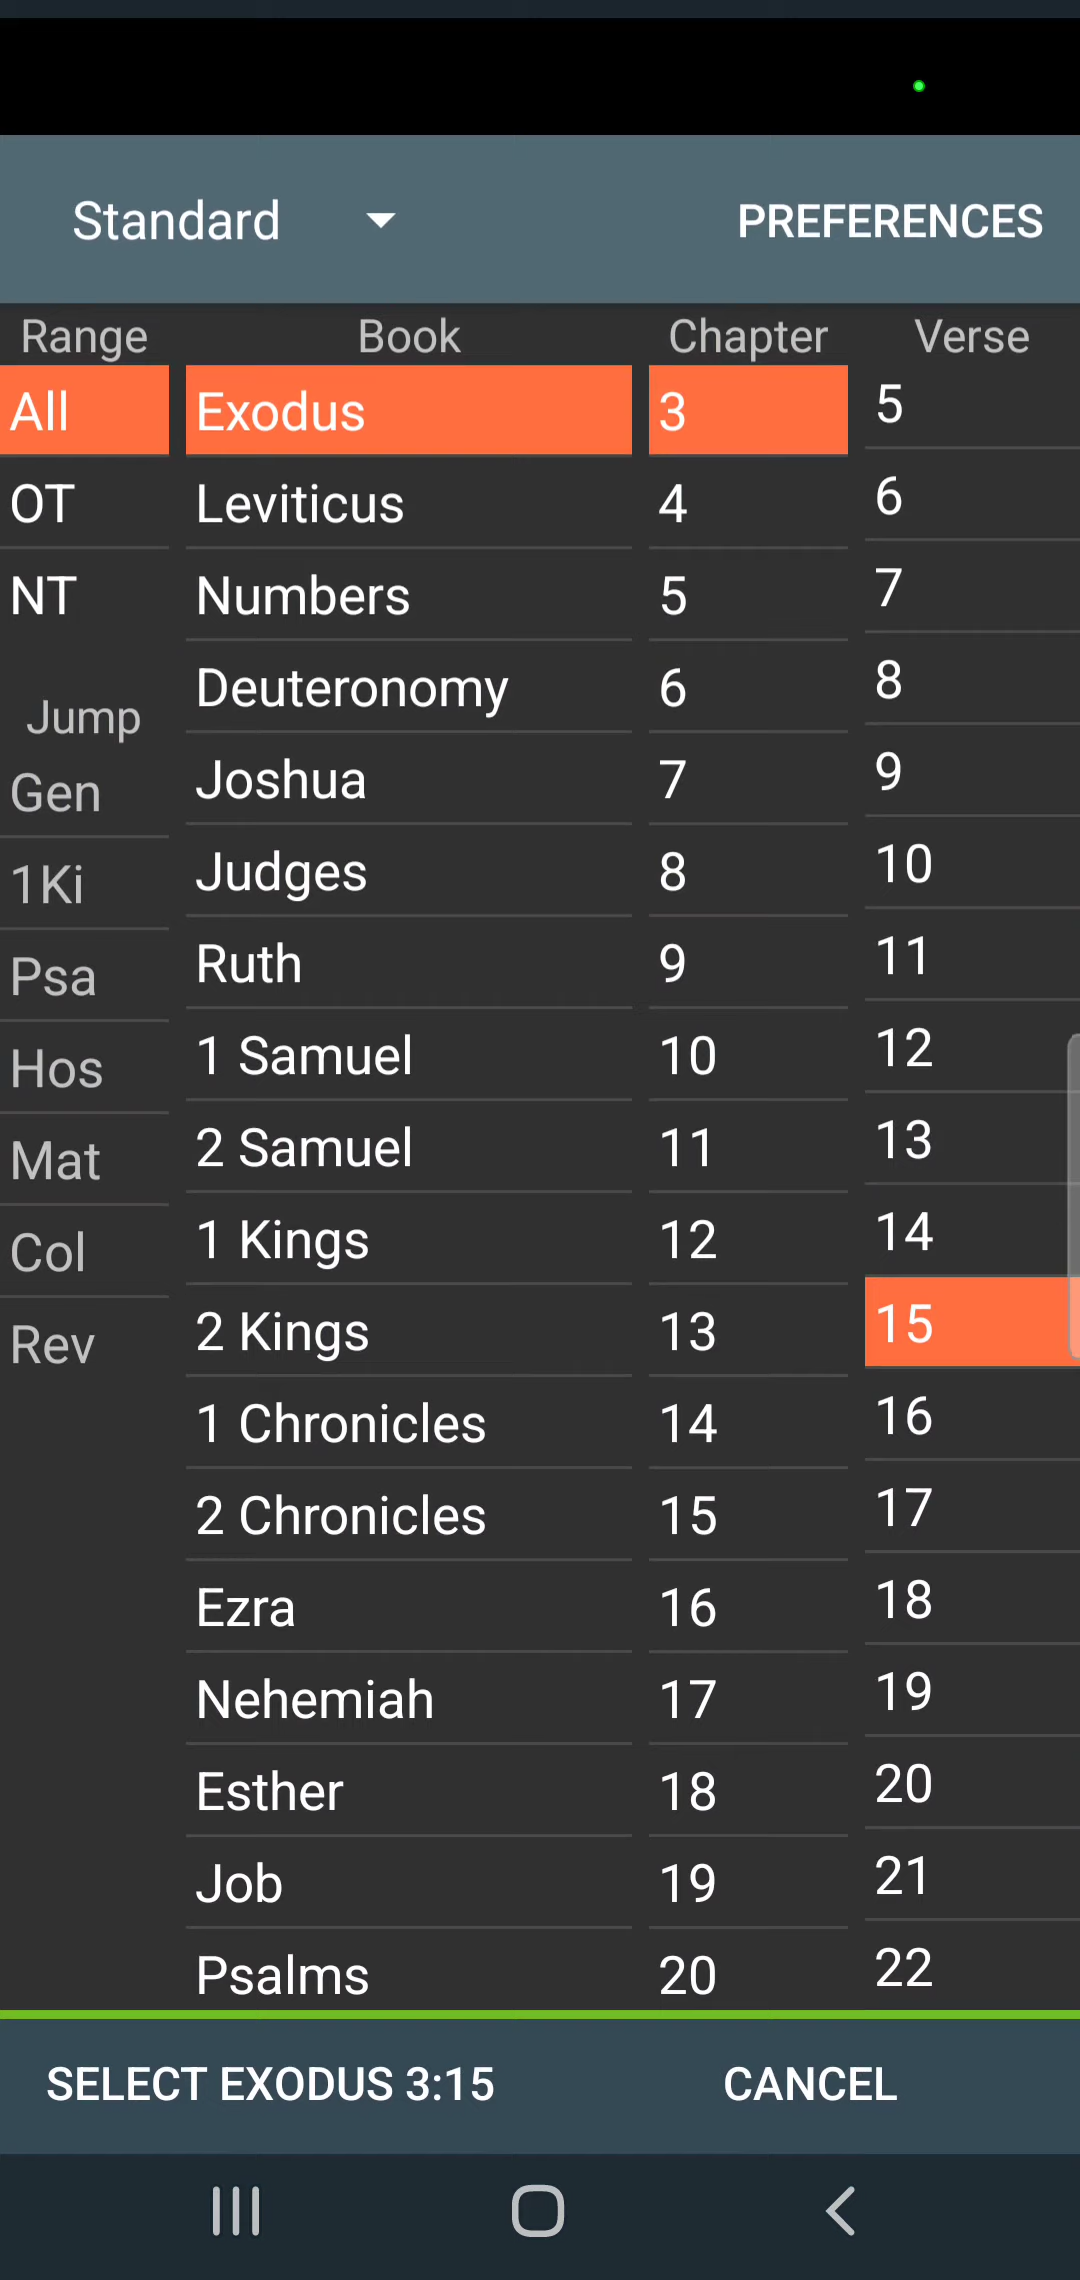 Standard PREFERENCES
Range Book Chapter Verse
All Exodus 3 5
OT Leviticus 4 6
NT Numbers 5 7
Deuteronomy 6 8
Jump
Joshua 7 9
Gen
Judges 8 10
1Ki
Ruth 9 11
Psa
1 Samuel 10 12
Hos
2 Samuel 11 13
Mat
1 Kings 12 14
Col
2 Kings 13 15
Rev
1 Chronicles 14 16
2 Chronicles 15 17
Ezra 16 18
Nehemiah 17 19
Esther 18 20
Job 19 21
Psalms 20 22
SELECT EXODUS 3:15 CANCEL